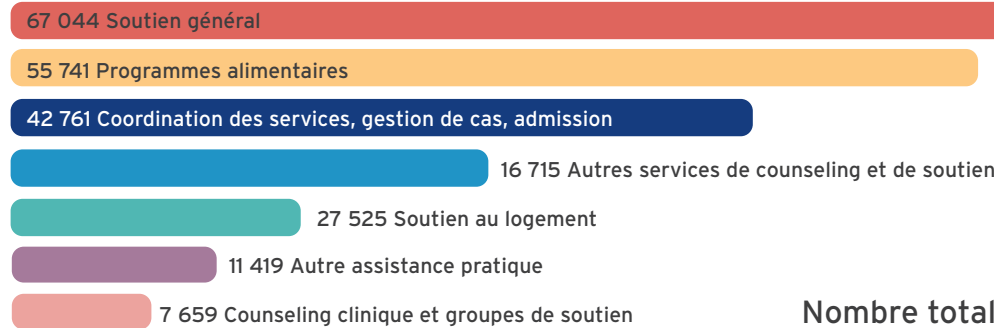 67 044 Soutien général
55 741 Programmes alimentaires
42 761 Coordination des services, gestion de cas, admission
16 715 Autres services de counseling et de soutien
27 525 Soutien au logement
11 419 Autre assistance pratique
7 659 Counseling clinique et groupes de soutien
Nombre total